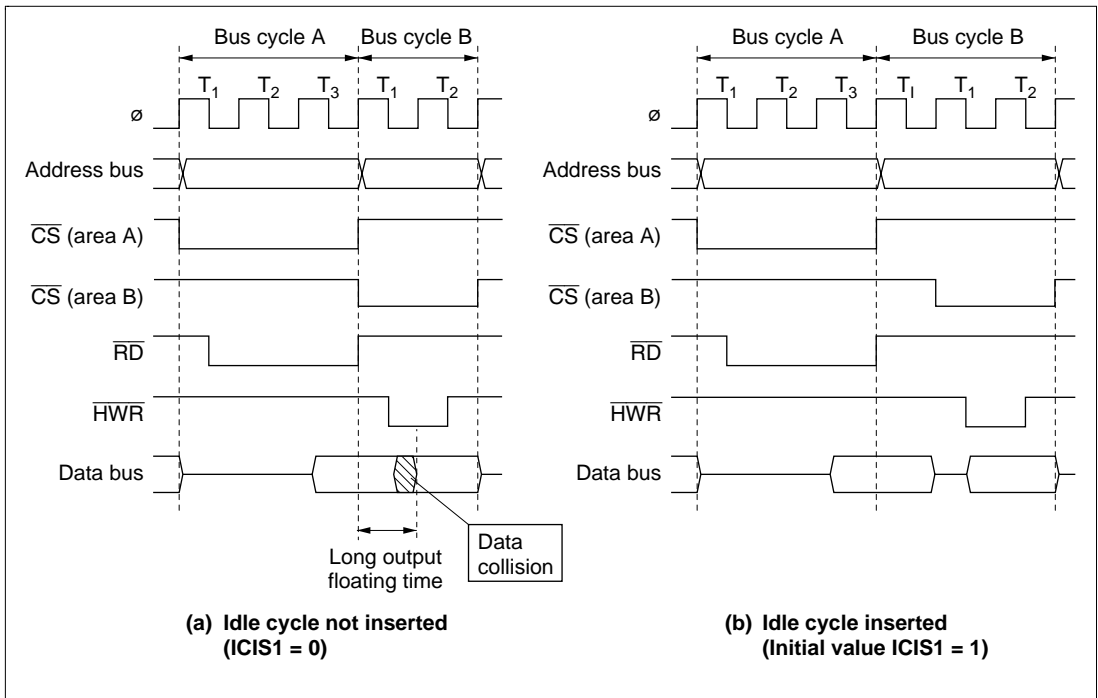 Bus cycle A Bus cycle B
T1 T2 T3 T1 T2
ø
Address bus
CS (area A)
CS (area B)
RD
HWR
Data bus
Long output
floating time
Data
collision
(a) Idle cycle not inserted
(ICIS1 = 0)
Bus cycle A Bus cycle B
T1 T2 T3 TI T1 T2
ø
Address bus
CS (area A)
CS (area B)
RD
HWR
Data bus
(b) Idle cycle inserted
(Initial value ICIS1 = 1)